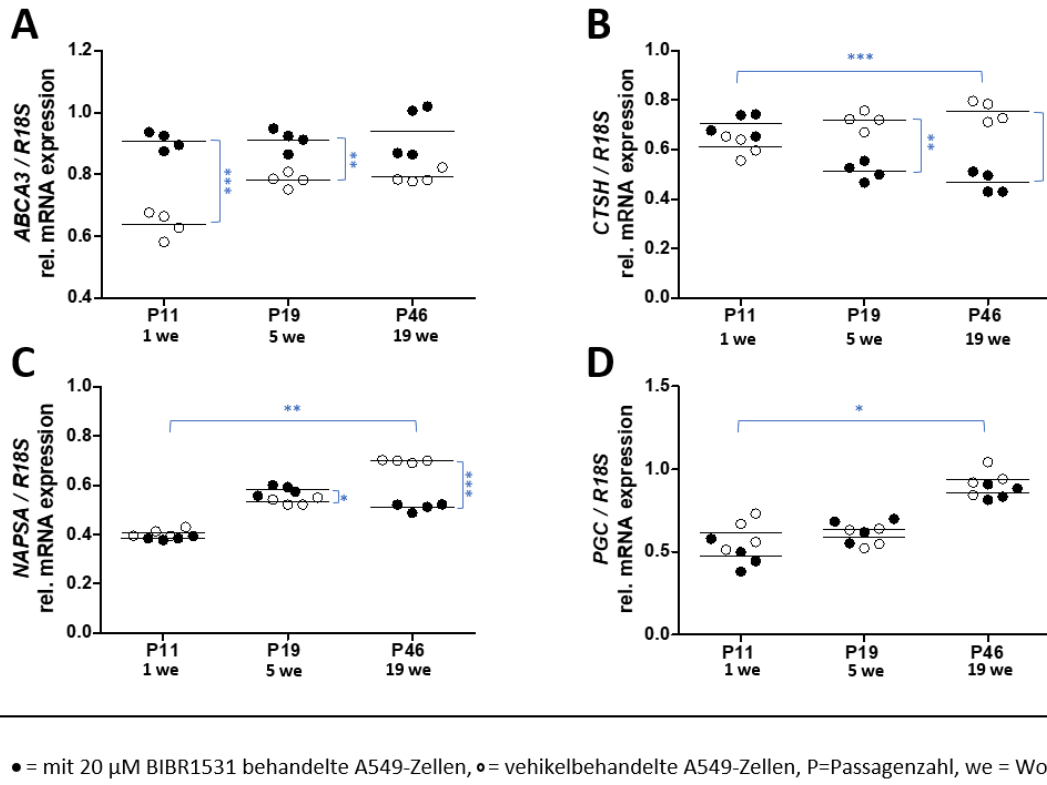 A
B
1.2
1.0
0.8
0.6
0.4
ABCA3 / R18S
rel. mRNA expression
***
**
P11 P19 P46
1 we 5 we 19 we
1.0
0.8
0.6
0.4
0.2
0.0
CTSH / R18S
rel. mRNA expression
***
**
P11 P19 P46
1 we 5 we 19 we
C
D
1.0
0.8
0.6
0.4
0.2
0.0
NAPSA / R18S
rel. mRNA expression
**
*
***
P11 P19 P46
1 we 5 we 19 we
1.5
1.0
0.5
0.0
PGC / R18S
rel. mRNA expression
*
P11 P19 P46
1 we 5 we 19 we
● = mit 20 µM BIBR1531 behandelte A549-Zellen, o = vehikelbehandelte A549-Zellen, P=Passagenzahl, we = Wo